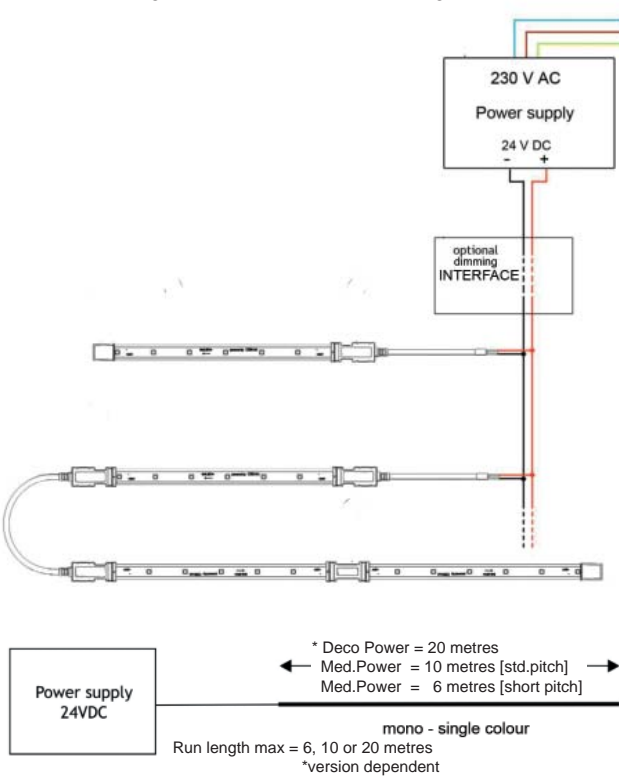 230 V AC
Power supply
24 V DC
- +
optional
dimming
INTERFACE
* Deco Power = 20 metres
Med.Power = 10 metres [std.pitch]
Med.Power = 6 metres [short pitch]
Power supply
24VDC
mono - single colour
Run length max = 6, 10 or 20 metres
*version dependent